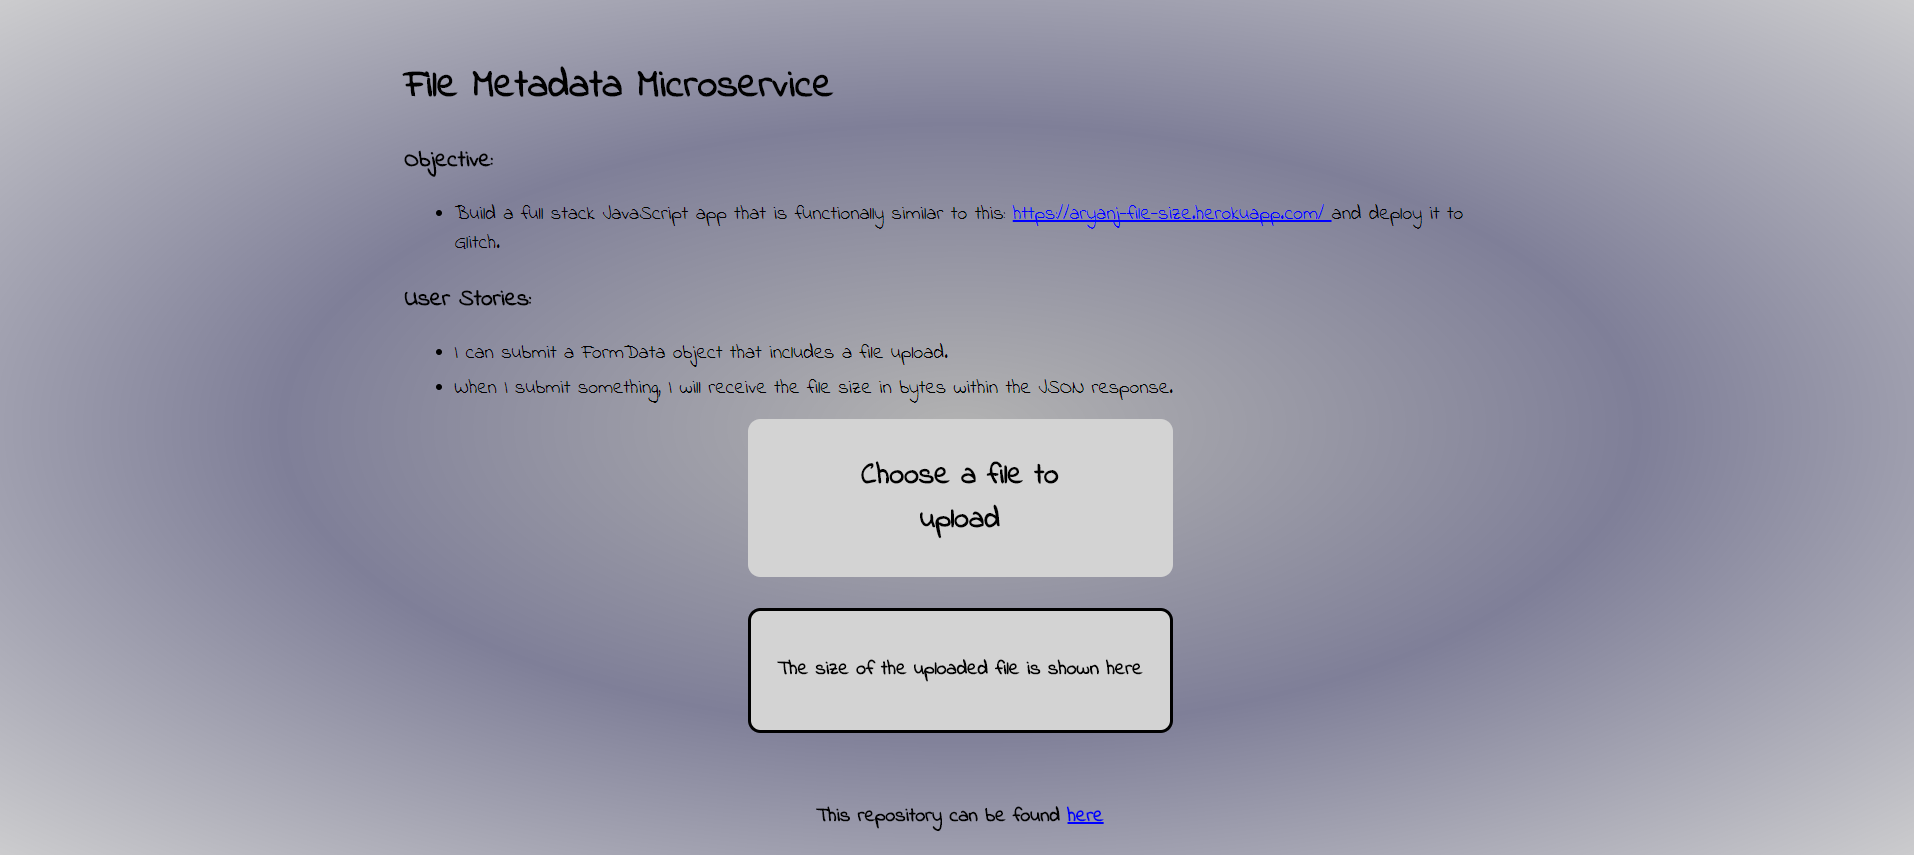 File Metadata Microservice
Objective:
Build a full stack JavaScript app that is functionally similar to this: https://aryanj-file-size.herokuapp.com/ and deploy it to
Glitch.
User Stories:
I can submit a FormData object that includes a file upload.
When I submit something, I will receive the file size in bytes within the JSON response.
Choose a file to
upload
The size of the uploaded file is shown here
This repository can be found here